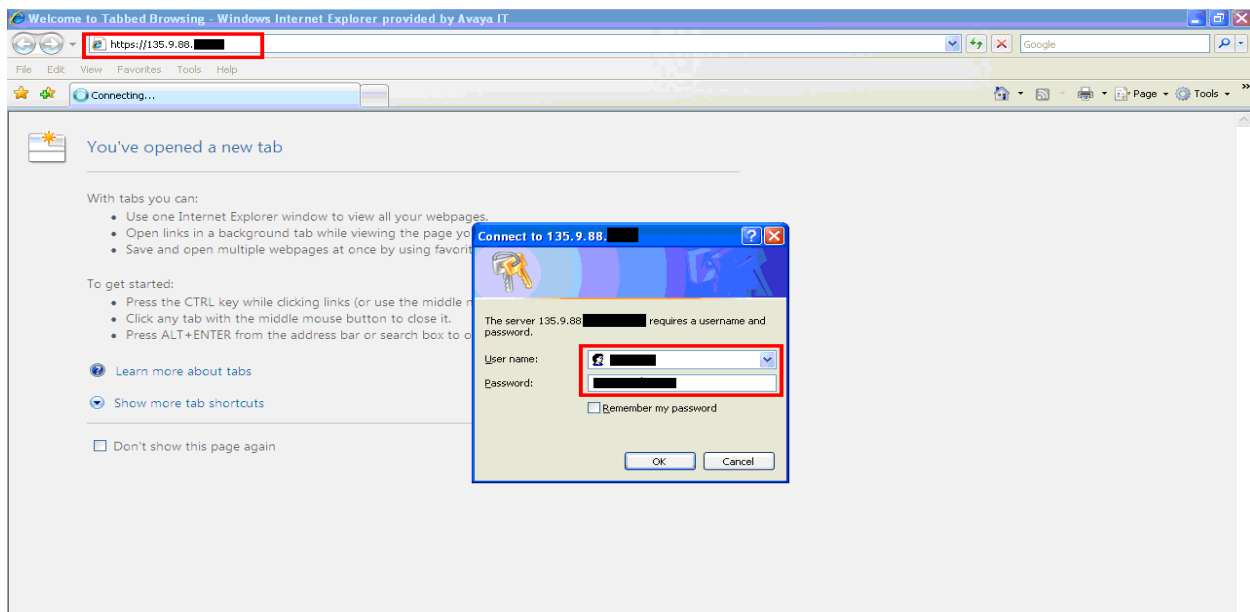 Welcome to Tabbed Browsing - Windows Internet Explorer provided by Avaya IT
https://135.9.88.
Google
File Edit View Favorites Tools Help
Connecting...
Page Tools
You've opened a new tab
With tabs you can:
Use one Internet Explorer window to view all your webpages.
Open links in a background tab while viewing the page yo
Save and open multiple webpages at once by using favorit
To get started:
Press the CTRL key while clicking links (or use the middle m
Click any tab with the middle mouse button to close it.
Press ALT+ENTER from the address bar or search box to o
Learn more about tabs
Show more tab shortcuts
Don't show this page again
Connect to 135.9.88.
The server 135.9.88 requires a username and
password.
User name:
Password:
Remember my password
OK Cancel